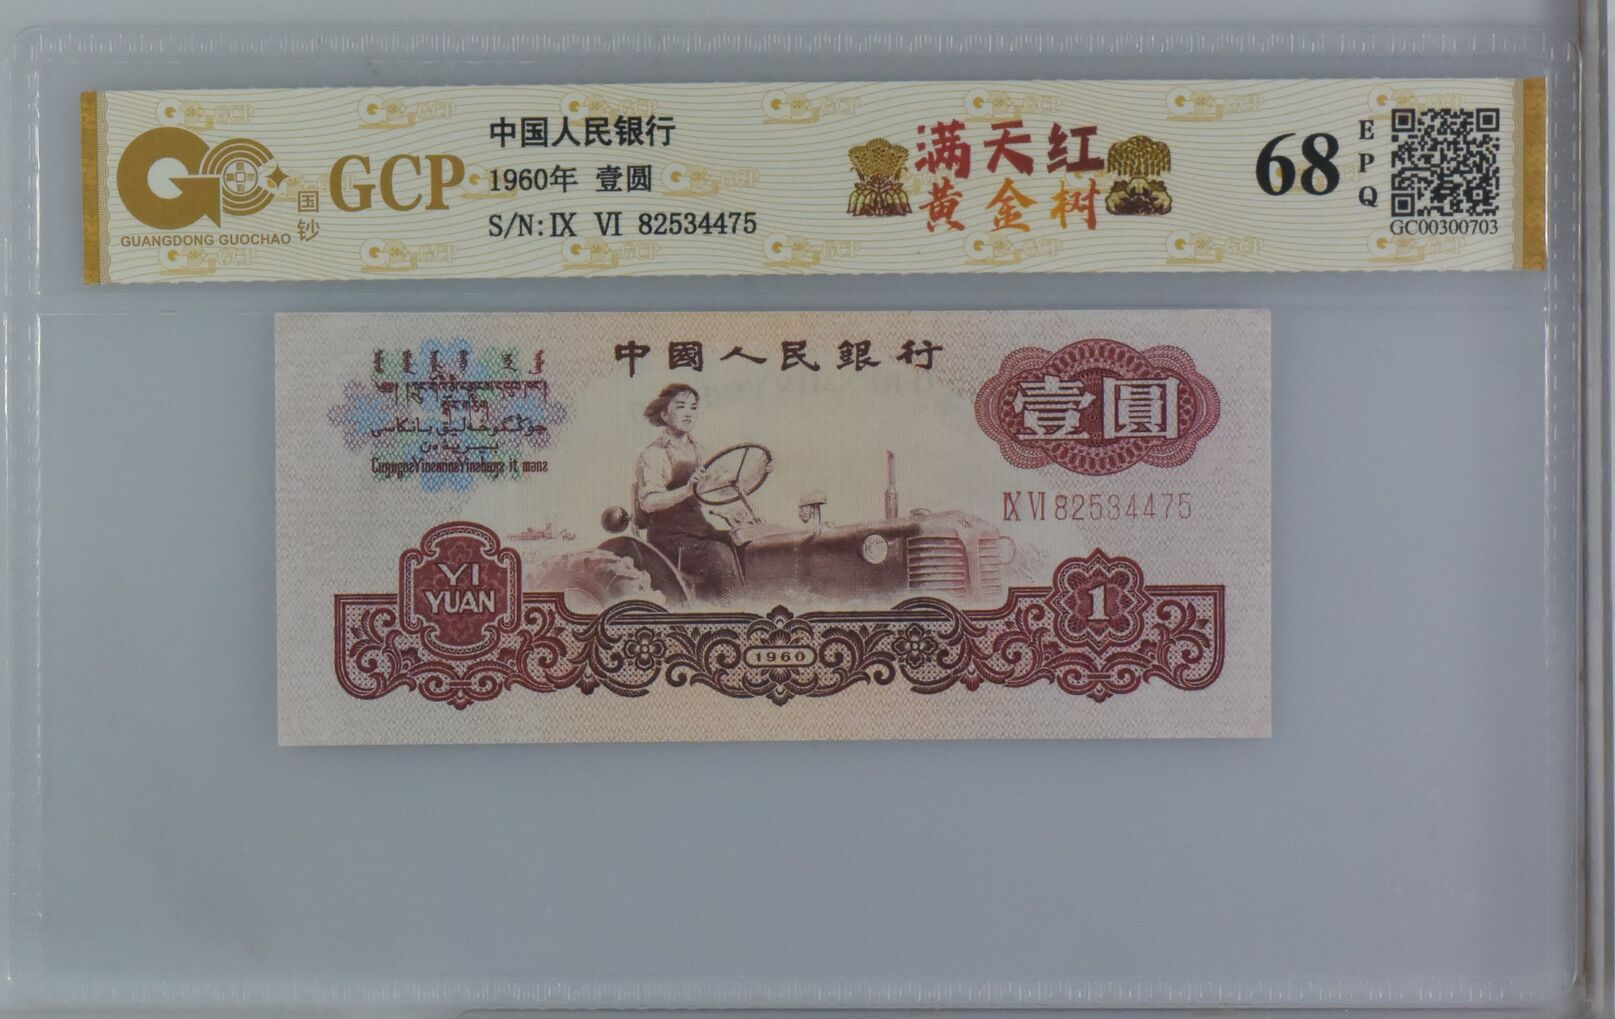 GCP
国钞
GUANGDONG GUOCHAO
中国人民银行
1960年 壹圆
S/N: IX VI 82534475
满天红
黄金树
68
EPQ
GC00300703
中國人民銀行
壹圓
IX VI 82534475
YI
YUAN
1
1960